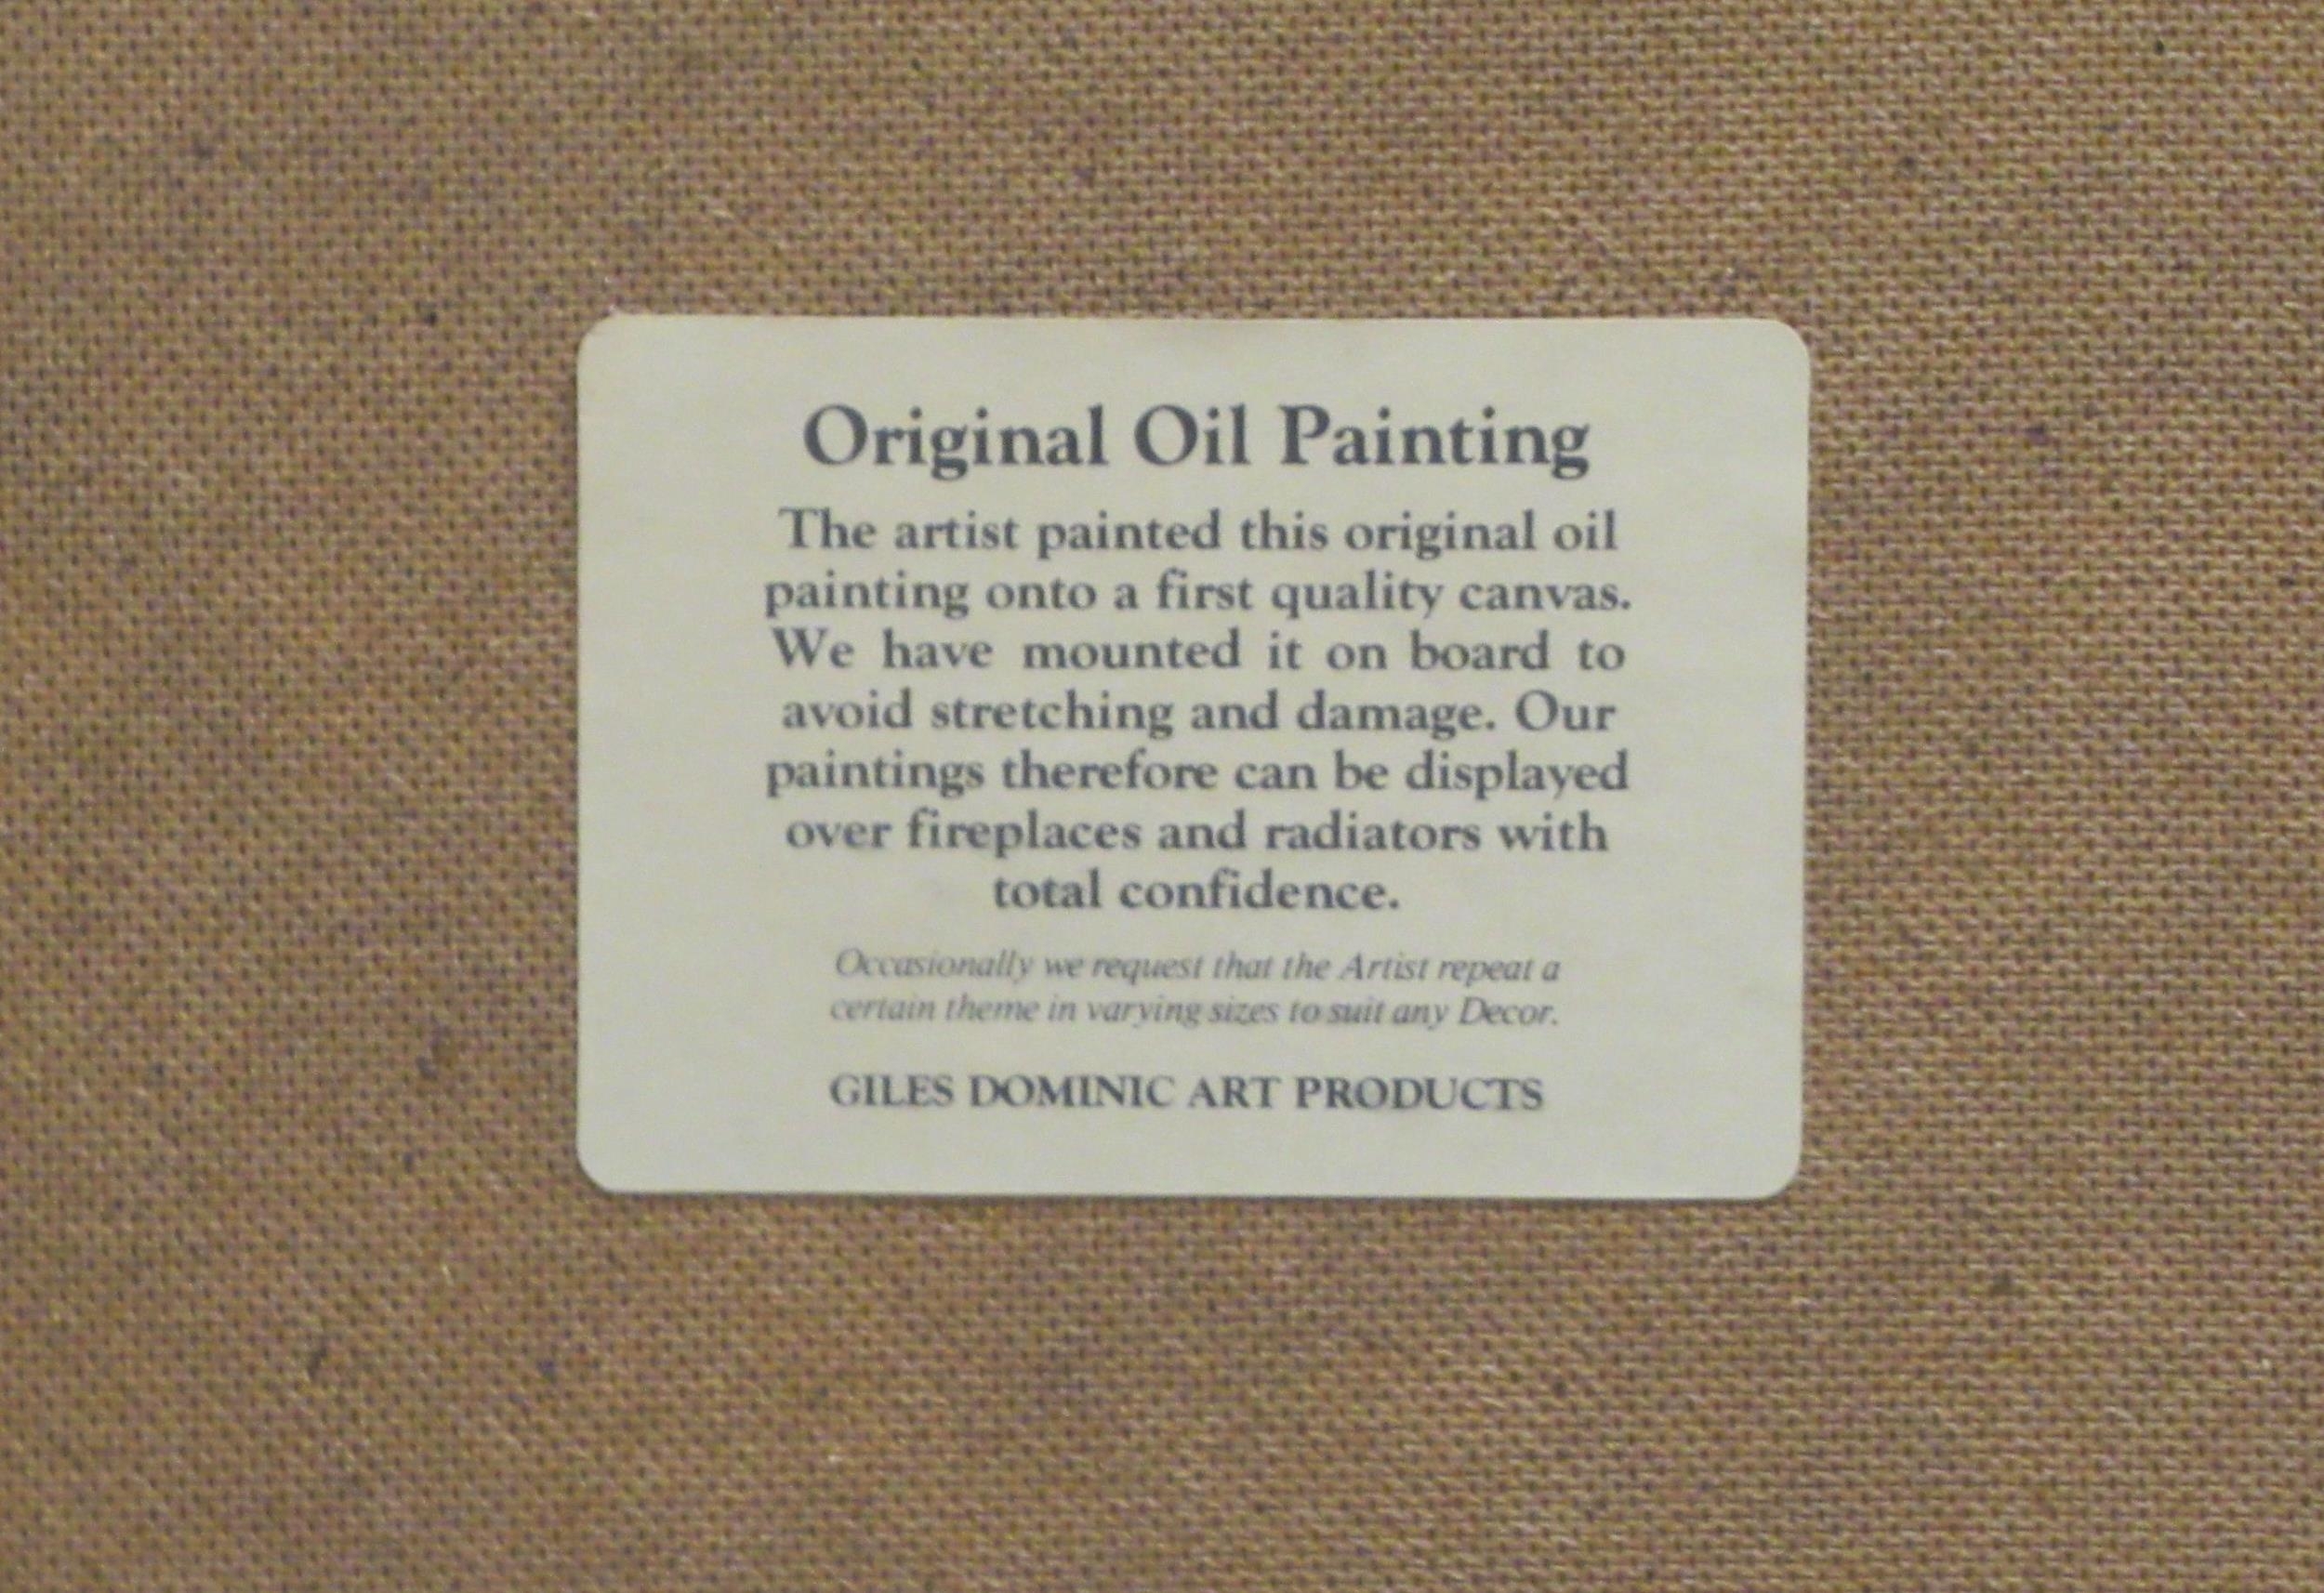 Original Oil Painting
The artist painted this original oil
painting onto a first quality canvas.
We have mounted it on board to
avoid stretching and damage. Our
paintings therefore can be displayed
over fireplaces and radiators with
total confidence.
Occasionally we request that the Artist repeat a
certain theme in varying sizes to suit any Decor.
GILES DOMINIC ART PRODUCTS